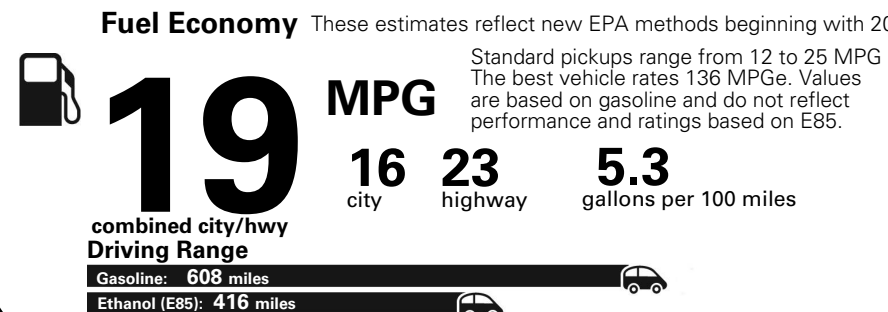 Fuel Economy These estimates reflect new EPA methods beginning with
19 MPG
Standard pickups range from 12 to 25 MPG
The best vehicle rates 136 MPGe. Values
are based on gasoline and do not reflect
performance and ratings based on E85.
16 city
23 highway
5.3 gallons per 100 miles
combined city/hwy
Driving Range
Gasoline: 608 miles
Ethanol (E85): 416 miles